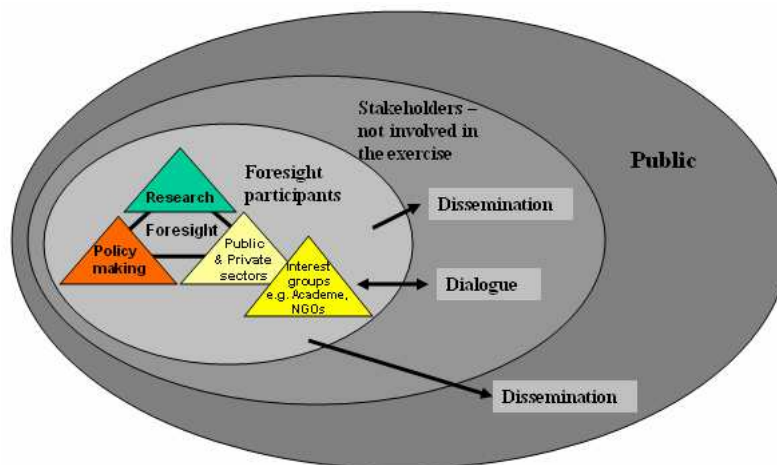 Stakeholders –
not involved in
the exercise
Public
Foresight
participants
Research
Foresight
Policy
making
Public
& Private
sectors
Interest
groups
e.g. Academe,
NGOs
Dissemination
Dialogue
Dissemination